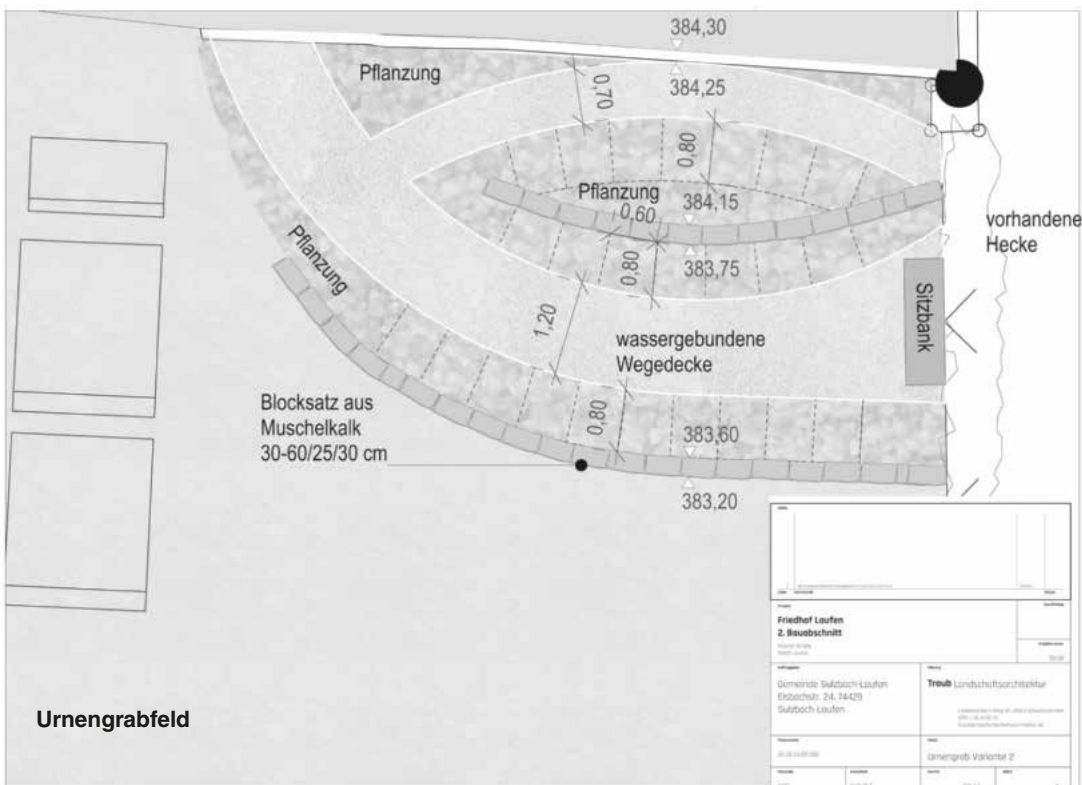 384,30
Pflanzung
384,25
0,70
0,80
Pflanzung
384,15
0,60
vorhandene
Hecke
Pflanzung
0,80
383,75
Sitzbank
1,20
wassergebundene
Wegedecke
Blocksatz aus
Muschelkalk
30-60/25/30 cm
0,80
383,60
383,20
Friedhof Laufen
2. Bauabschnitt
Gemeinde Sulzbach-Laufen
Eisbachstr. 24, 74429
Sulzbach-Laufen
Traub Landschaftsarchitektur
Urnengrab Variante 2
Urnengrabfeld